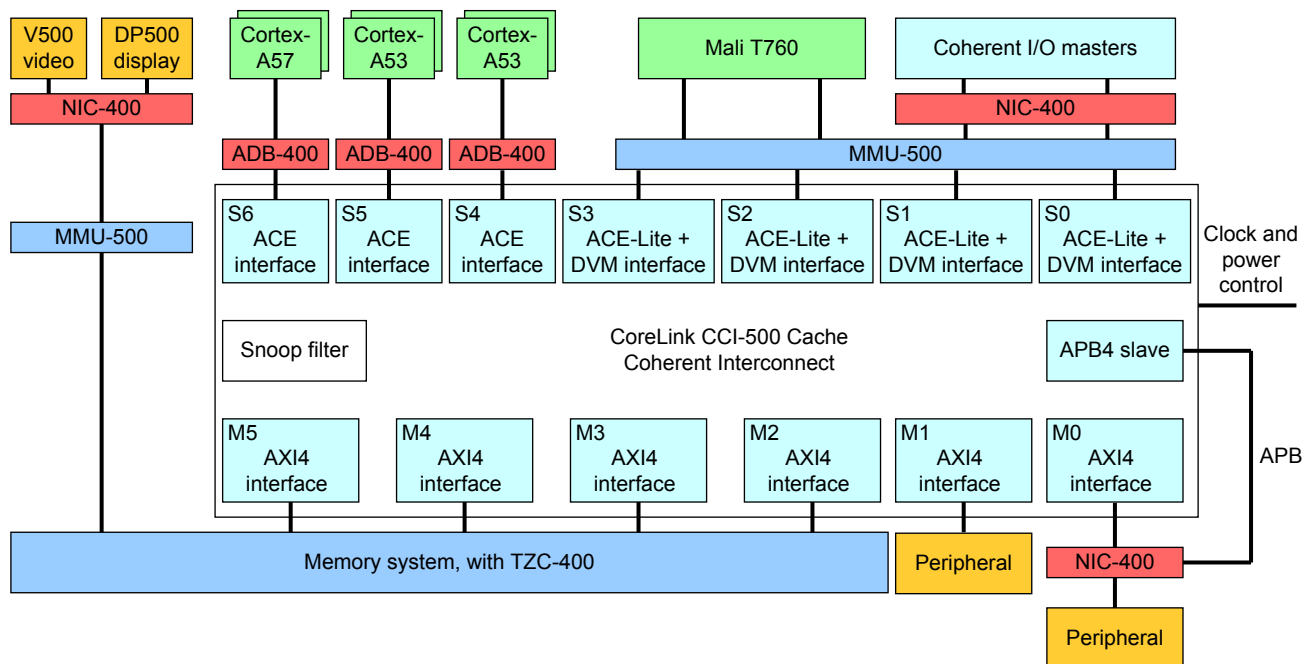 V500
video
DP500
display
Cortex-
A57
Cortex-
A53
Cortex-
A53
Mali T760
Coherent I/O masters
NIC-400
NIC-400
ADB-400
ADB-400
ADB-400
MMU-500
MMU-500
S6
ACE
interface
S5
ACE
interface
S4
ACE
interface
S3
ACE-Lite +
DVM interface
S2
ACE-Lite +
DVM interface
S1
ACE-Lite +
DVM interface
S0
ACE-Lite +
DVM interface
Clock and
power
control
Snoop filter
CoreLink CCI-500 Cache
Coherent Interconnect
APB4 slave
M5
AXI4
interface
M4
AXI4
interface
M3
AXI4
interface
M2
AXI4
interface
M1
AXI4
interface
M0
AXI4
interface
APB
Memory system, with TZC-400
Peripheral
NIC-400
Peripheral